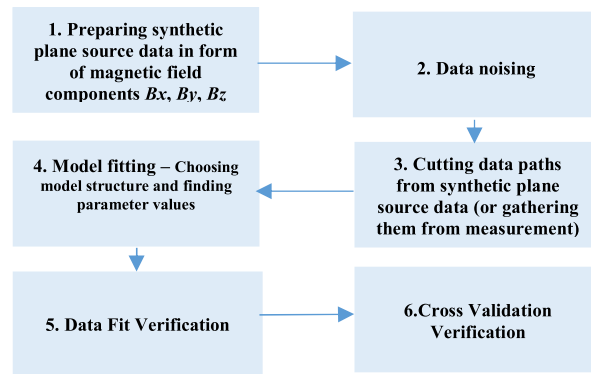 1. Preparing synthetic
plane source data in form
of magnetic field
components Bx, By, Bz
2. Data noising
3. Cutting data paths
from synthetic plane
source data (or gathering
them from measurement)
4. Model fitting – Choosing
model structure and finding
parameter values
5. Data Fit Verification
6.Cross Validation
Verification